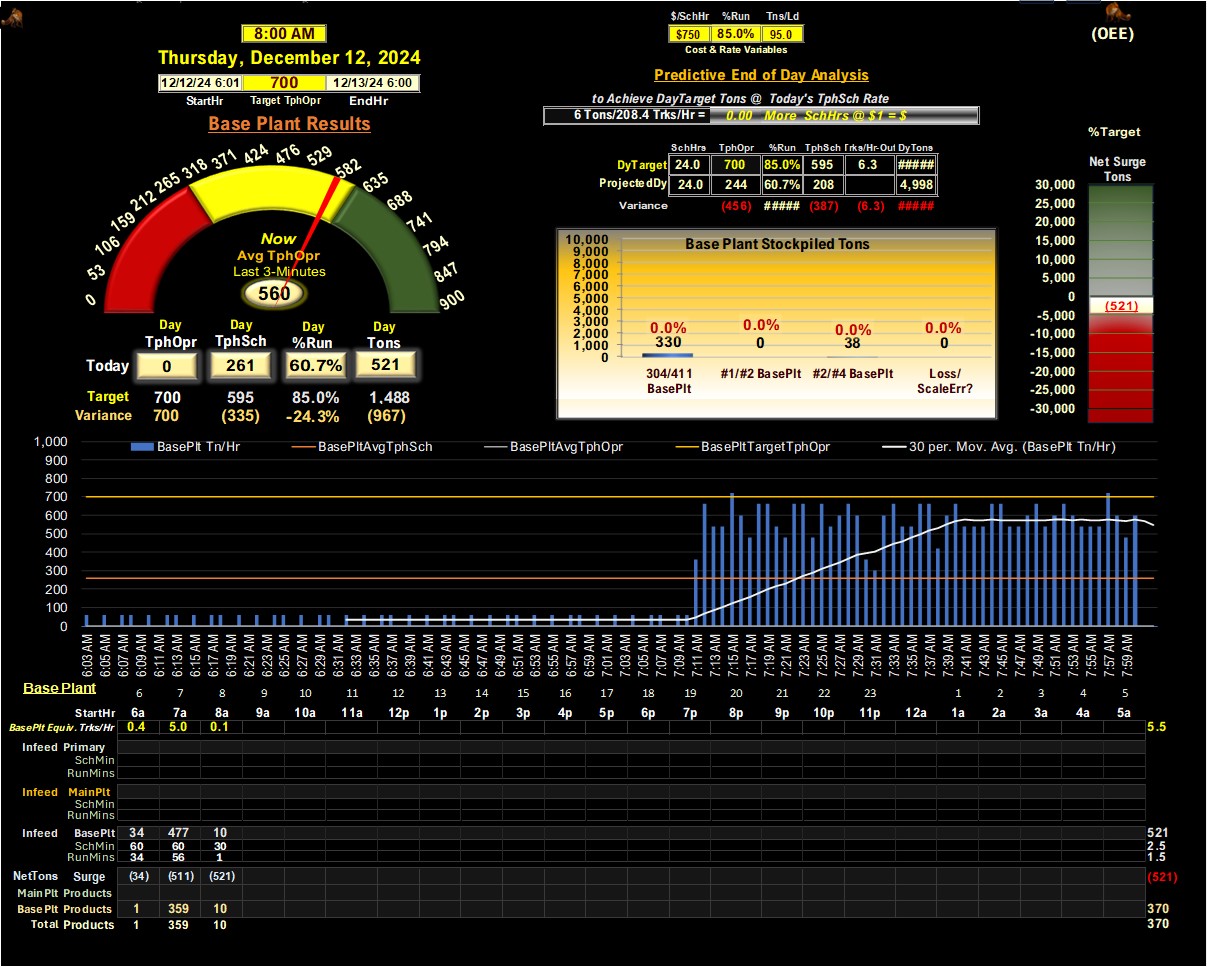 $/SchHr %Run Tns/Ld
8:00 AM
$750 85.0% 95.0
(OEE)
Cost & Rate Variables
Thursday, December 12, 2024
Predictive End of Day Analysis
12/12/24 6:01 700 12/13/24 6:00
StartHr Target TphOpr EndHr
to Achieve DayTarget Tons @ Today's TphSch Rate
6 Tons/208.4 Trks/Hr = 0.00 More SchHrs @ $1 = $
Base Plant Results
%Target
SchHrs TphOpr %Run TphSch Trks/Hr-Out DyTons
DyTarget 24.0 700 85.0% 595 6.3 #####
ProjectedDy 24.0 244 60.7% 208 4,998
Variance (456) ##### (387) (6.3) #####
Net Surge
Tons
30,000
25,000
20,000
15,000
10,000
5,000
0
(521)
-5,000
-10,000
-15,000
-20,000
-25,000
-30,000
0 53 106 159 212 265 318 371 424 476 529 582 635 688 741 794 847 900
Now
Avg TphOpr
Last 3-Minutes
560
Base Plant Stockpiled Tons
10,000
9,000
8,000
7,000
6,000
5,000
4,000
3,000
2,000
1,000
0
0.0% 0.0% 0.0% 0.0%
330 0 38 0
304/411 BasePlt
#1/#2 BasePlt
#2/#4 BasePlt
Loss/ ScaleErr?
Day TphOpr Day TphSch Day %Run Day Tons
Today 0 261 60.7% 521
Target 700 595 85.0% 1,488
Variance 700 (335) -24.3% (967)
BasePlt Tn/Hr BasePltAvgTphSch BasePltAvgTphOpr BasePltTargetTphOpr 30 per. Mov. Avg. (BasePlt Tn/Hr)
1,000
900
800
700
600
500
400
300
200
100
0
6:03 AM 6:05 AM 6:07 AM 6:09 AM 6:11 AM 6:13 AM 6:15 AM 6:17 AM 6:19 AM 6:21 AM 6:23 AM 6:25 AM 6:27 AM 6:29 AM 6:31 AM 6:33 AM 6:35 AM 6:37 AM 6:39 AM 6:41 AM 6:43 AM 6:45 AM 6:47 AM 6:49 AM 6:51 AM 6:53 AM 6:55 AM 6:57 AM 6:59 AM 7:01 AM 7:03 AM 7:05 AM 7:07 AM 7:09 AM 7:11 AM 7:13 AM 7:15 AM 7:17 AM 7:19 AM 7:21 AM 7:23 AM 7:25 AM 7:27 AM 7:29 AM 7:31 AM 7:33 AM 7:35 AM 7:37 AM 7:39 AM 7:41 AM 7:43 AM 7:45 AM 7:47 AM 7:49 AM 7:51 AM 7:53 AM 7:55 AM 7:57 AM 7:59 AM
Base Plant 6 7 8 9 10 11 12 13 14 15 16 17 18 19 20 21 22 23 1 2 3 4 5
StartHr 6a 7a 8a 9a 10a 11a 12p 1p 2p 3p 4p 5p 6p 7p 8p 9p 10p 11p 12a 1a 2a 3a 4a 5a
BasePlt Equiv. Trks/Hr 0.4 5.0 0.1 5.5
Infeed Primary
SchMin
RunMins
Infeed MainPlt
SchMin
RunMins
Infeed BasePlt 34 477 10 521
SchMin 60 60 30 2.5
RunMins 34 56 1 1.5
NetTons Surge (34) (511) (521) (521)
MainPlt Products
BasePlt Products 1 359 10 370
Total Products 1 359 10 370